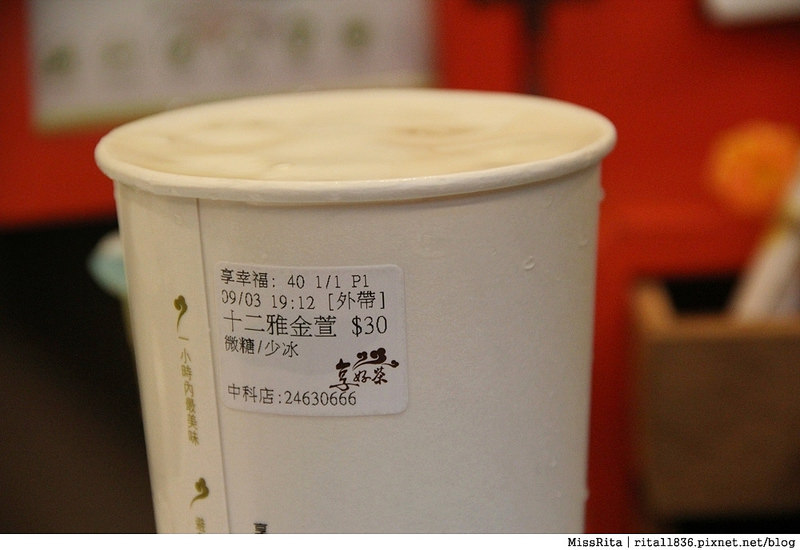 享幸福: 40 1/1 P1
09/03 19:12 [外帶]
十二雅金萱 $30
微糖/少冰
享好茶
中科店:24630666
一小時內最美味
享
MissRita | rita11836.pixnet.net/blog